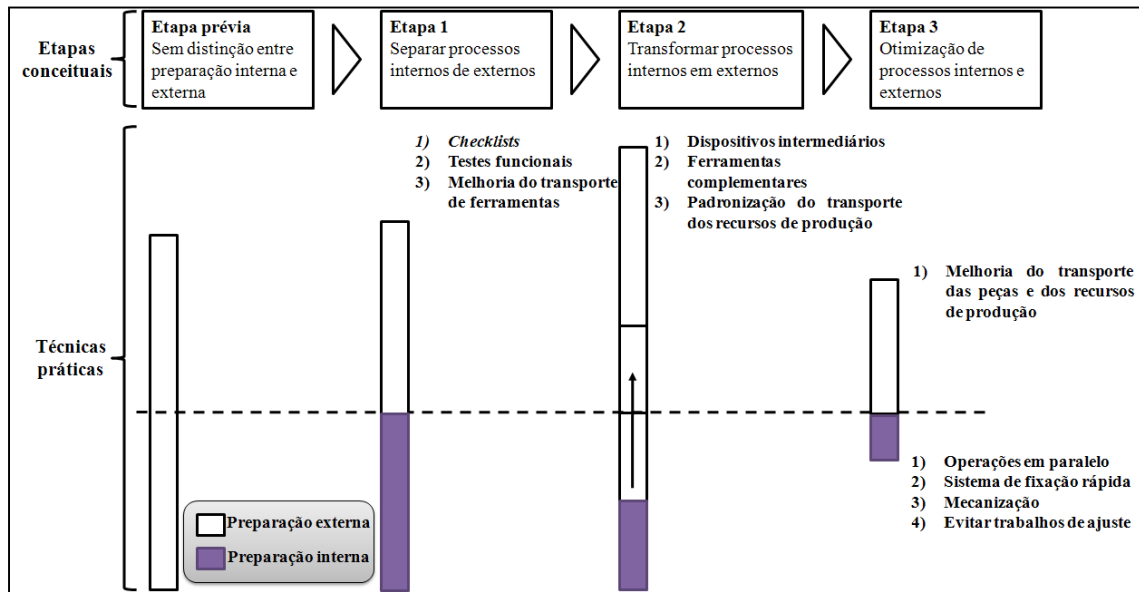 Etapas
conceituais
Etapa prévia
Sem distinção entre
preparação interna e
externa
Etapa 1
Separar processos
internos de externos
Etapa 2
Transformar processos
internos em externos
Etapa 3
Otimização de
processos internos e
externos
Técnicas
práticas
1) Checklists
2) Testes funcionais
3) Melhoria do transporte
de ferramentas
1) Dispositivos intermediários
2) Ferramentas
complementares
3) Padronização do transporte
dos recursos de produção
1) Melhoria do transporte
das peças e dos recursos
de produção
1) Operações em paralelo
2) Sistema de fixação rápida
3) Mecanização
4) Evitar trabalhos de ajuste
Preparação externa
Preparação interna